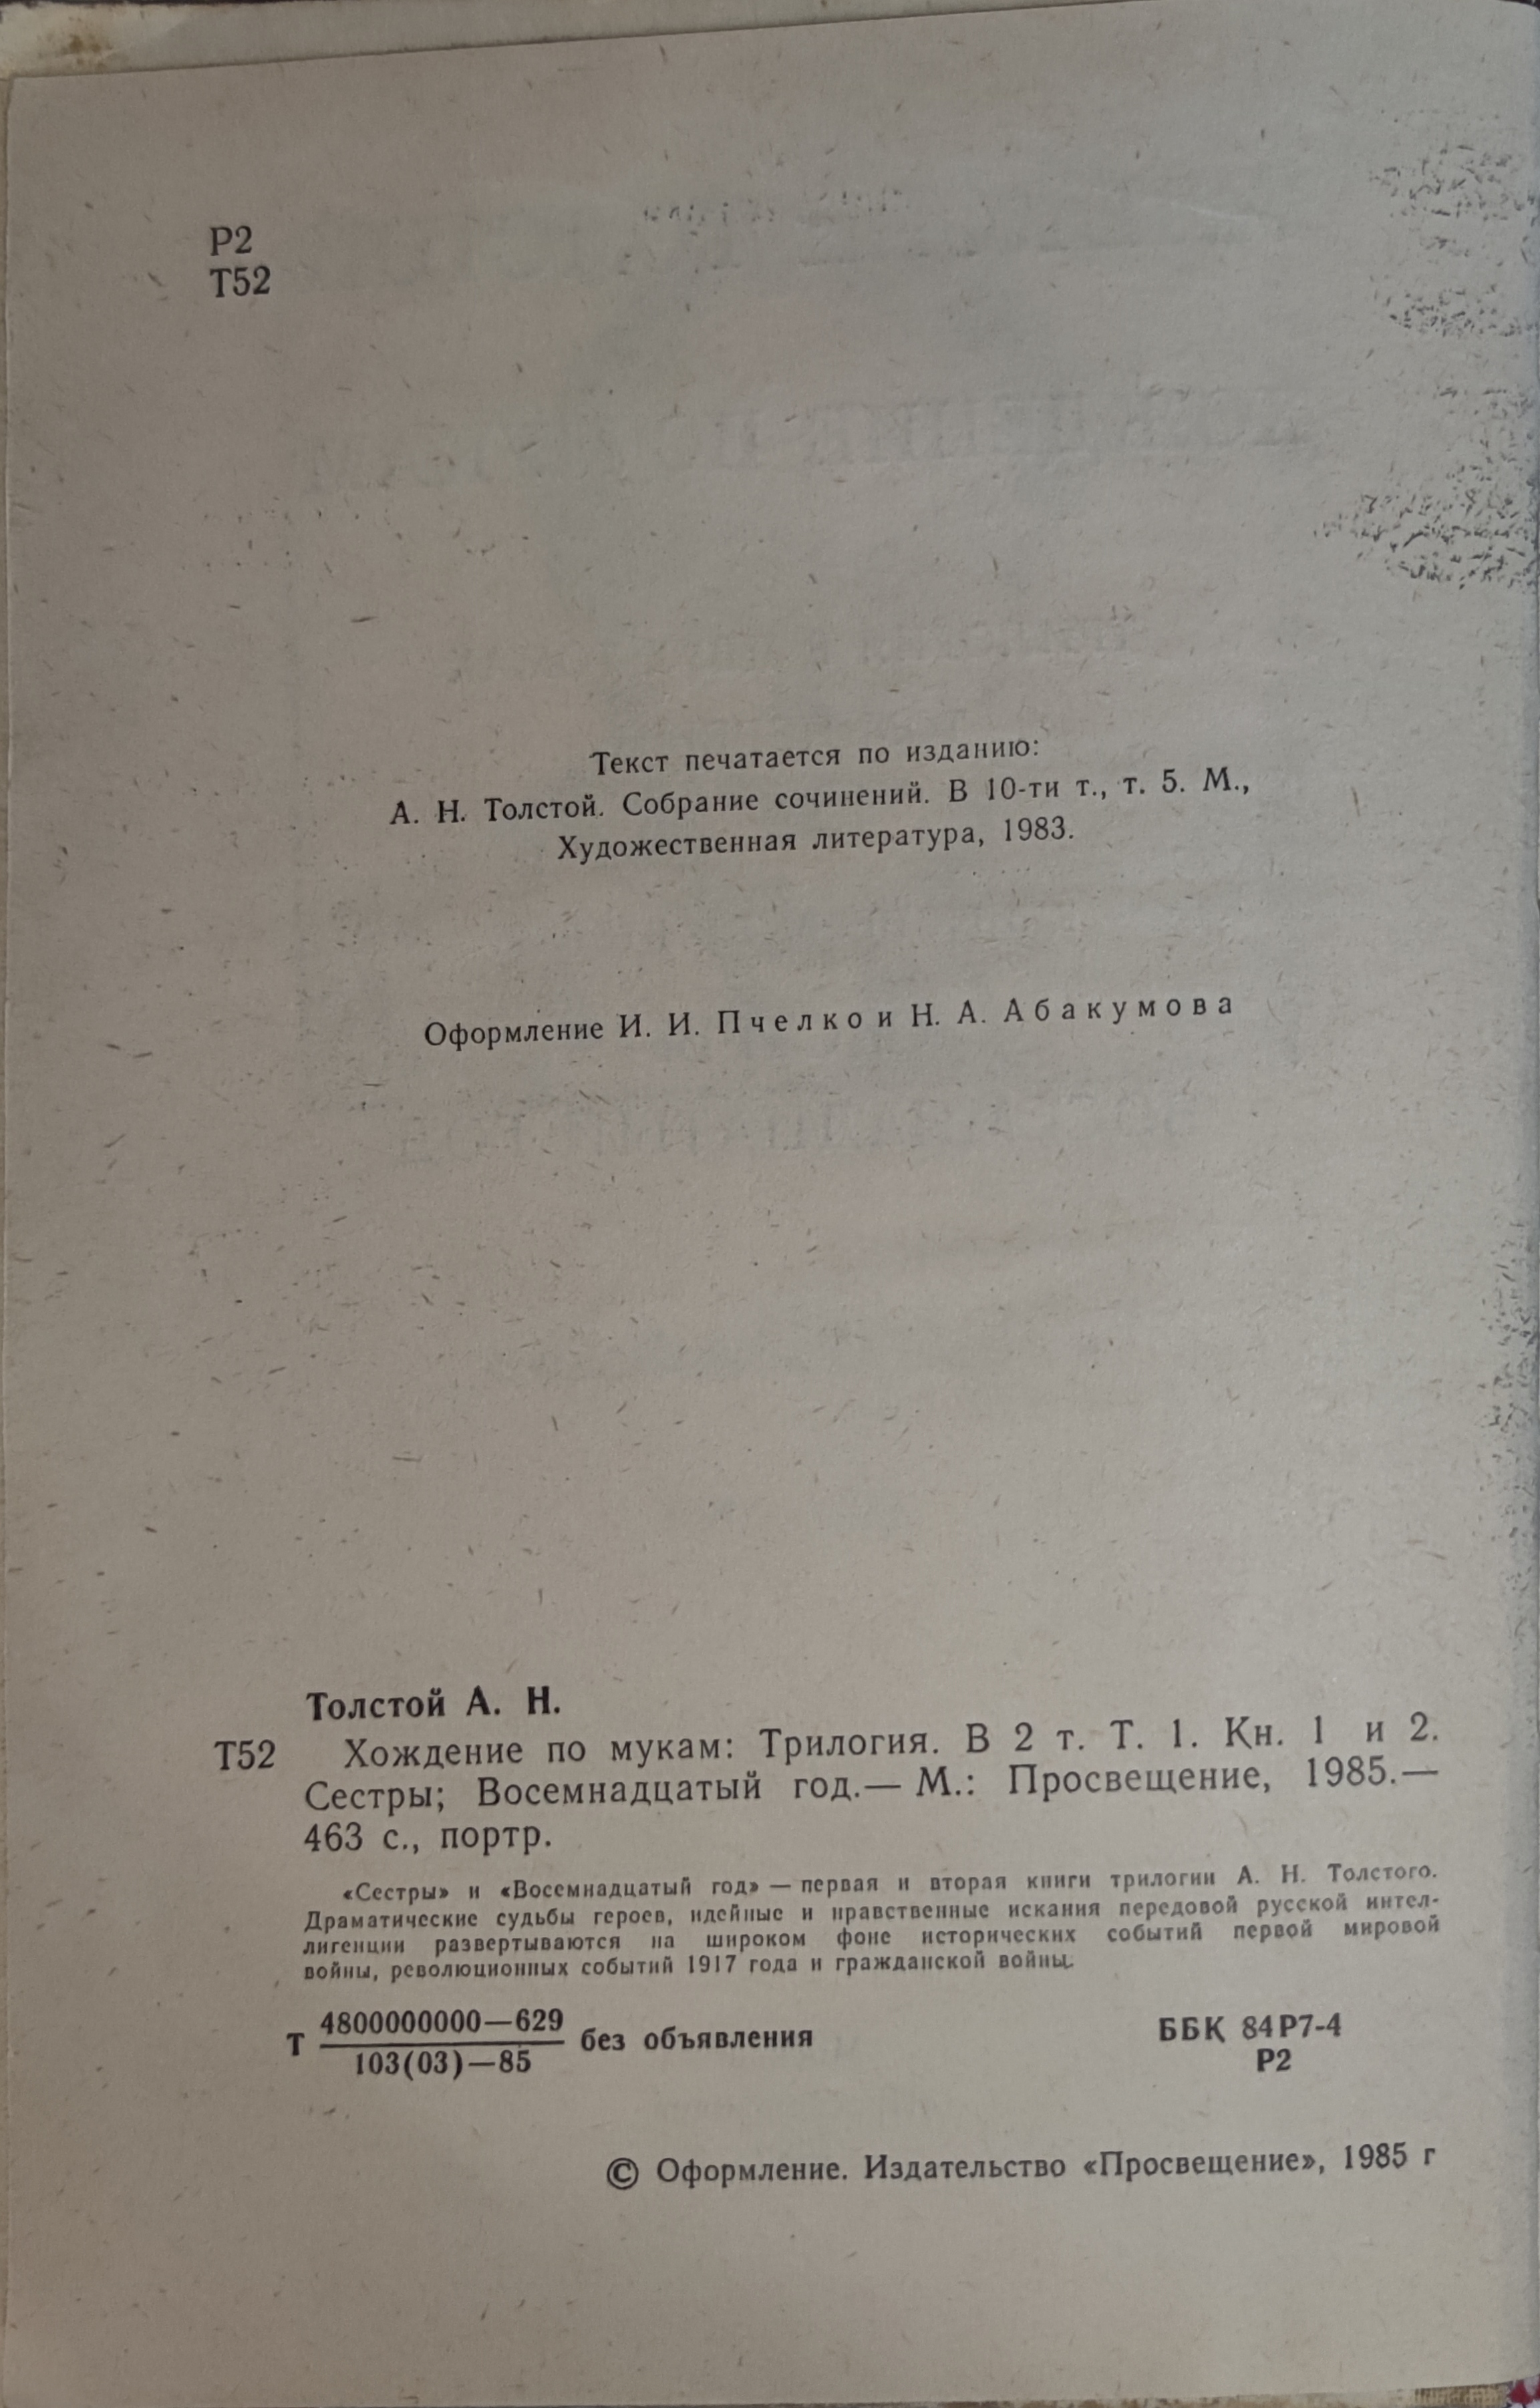 Р2
Т52
Текст печатается по изданию:
А. Н. Толстой. Собрание сочинений. В 10-ти т., т. 5. М.,
Художественная литература, 1983.
Оформление И. И. Пчелко и Н. А. Абакумова
Толстой А. Н.
Т52 Хождение по мукам: Трилогия. В 2 т. Т. 1. Кн. 1 и 2.
Сестры; Восемнадцатый год.— М.: Просвещение, 1985.—
463 с., портр.
«Сестры» и «Восемнадцатый год» — первая и вторая книги трилогии А. Н. Толстого.
Драматические судьбы героев, идейные и нравственные искания передовой русской интел-
лигенции развертываются на широком фоне исторических событий первой мировой
войны, революционных событий 1917 года и гражданской войны.
Т 4800000000—629 без объявления ББК 84Р7-4
103(03)—85 Р2
© Оформление. Издательство «Просвещение», 1985 г